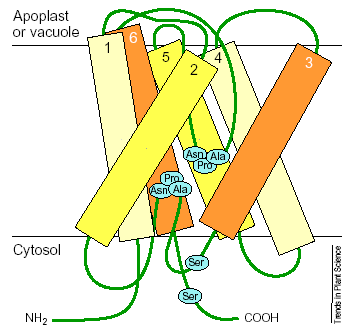 Apoplast
or vacuole
1
6
5
2
4
3
Asn
Ala
Pro
Pro
Asn
Ala
Cytosol
Ser
Ser
NH2
COOH
Trends in Plant Science